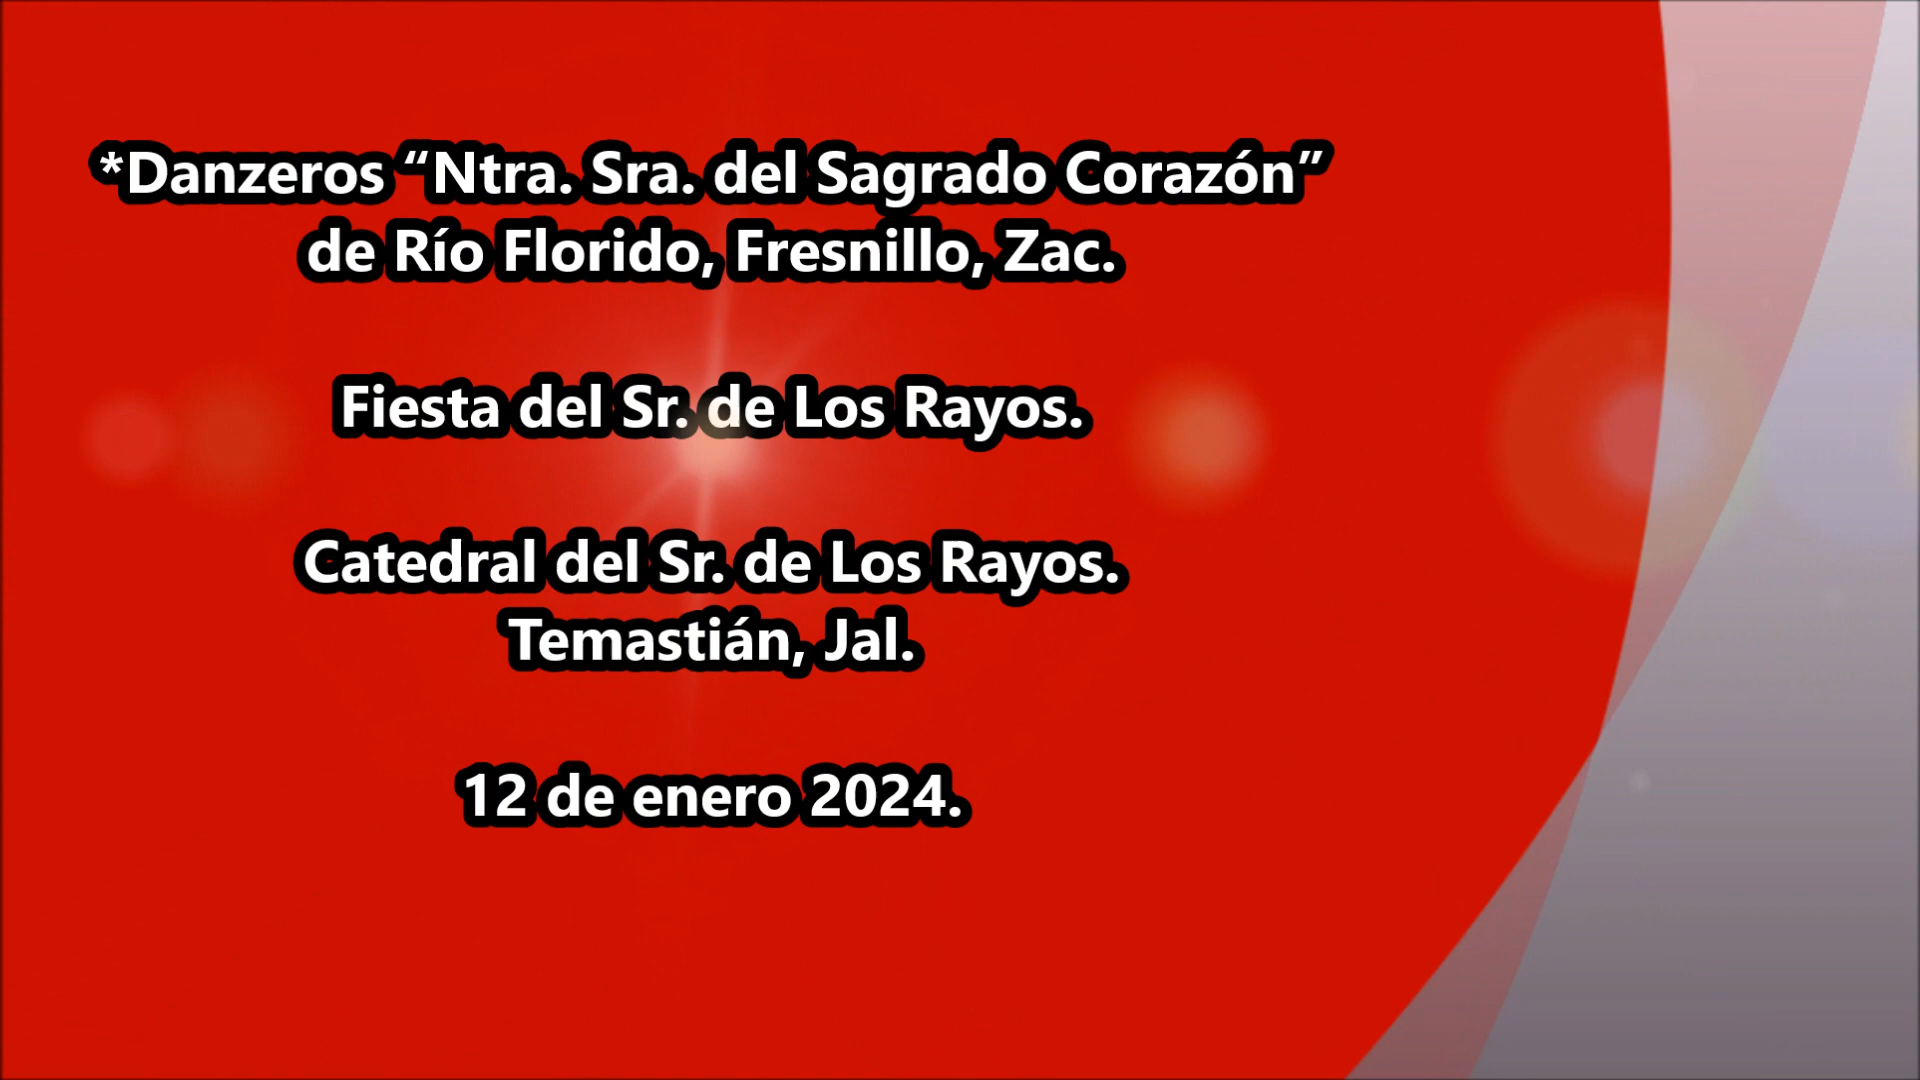 *Danzeros “Ntra. Sra. del Sagrado Corazón”
de Río Florido, Fresnillo, Zac.
Fiesta del Sr. de Los Rayos.
Catedral del Sr. de Los Rayos.
Temastián, Jal.
12 de enero 2024.